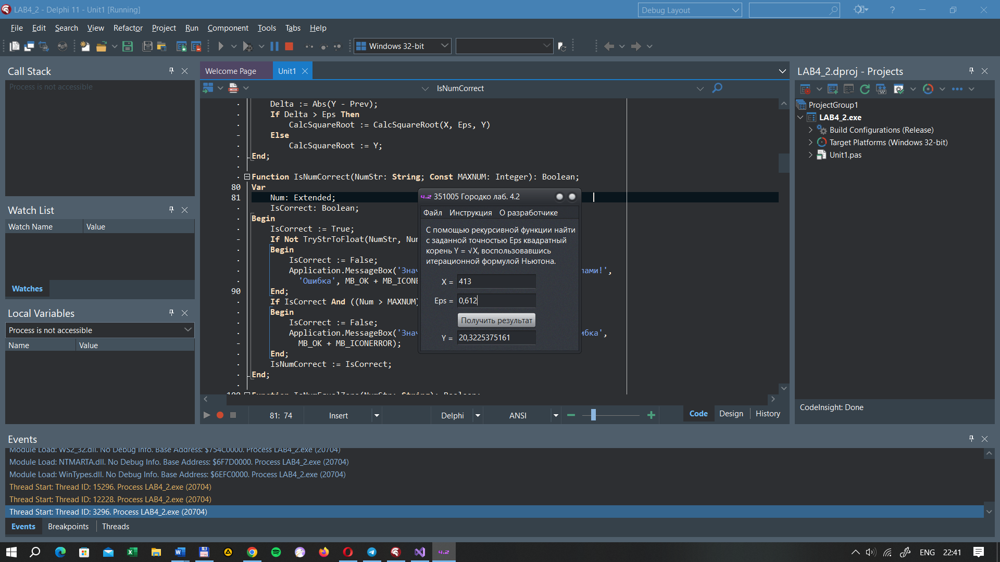 LAB4_2 - Delphi 11 - Unit1 [Running]
Debug Layout
File Edit Search View Refactor Project Run Component Tools Tabs Help
Windows 32-bit
Call Stack
Process is not accessible
Watch List
Watch Name Value
Watches
Local Variables
Process is not accessible
Name Value
Welcome Page Unit1
IsNumCorrect
Delta := Abs(Y - Prev);
If Delta > Eps Then
CalcSquareRoot := CalcSquareRoot(X, Eps, Y)
Else
CalcSquareRoot := Y;
End;
Function IsNumCorrect(NumStr: String; Const MAXNUM: Integer): Boolean;
80 Var
81 Num: Extended;
IsCorrect: Boolean;
Begin
IsCorrect := True;
If Not TryStrToFloat(NumStr,
Begin
IsCorrect := False;
Application.MessageBox('Знач лами!',
'Ошибка', MB_OK +
90 End;
If IsCorrect And ((Num > MAXNUM)
Begin
IsCorrect := False;
Application.MessageBox('Знач ибка',
MB_OK + MB_ICONERROR);
End;
IsNumCorrect := IsCorrect;
End;
100 Function IsNumEqualZero(NumStr: String): Boolean;
81: 74 Insert Delphi ANSI Code Design History
4.2 351005 Городко лаб. 4.2
Файл Инструкция О разработчике
С помощью рекурсивной функции найти
с заданной точностью Eps квадратный
корень Y = √X, воспользовавшись
итерационной формулой Ньютона.
X = 413
Eps = 0,612
Получить результат
Y = 20,3225375161
LAB4_2.dproj - Projects
ProjectGroup1
LAB4_2.exe
Build Configurations (Release)
Target Platforms (Windows 32-bit)
Unit1.pas
CodeInsight: Done
Events
Module Load: WS2_32.dll. No Debug Info. Base Address: $754C0000. Process LAB4_2.exe (20704)
Module Load: NTMARTA.dll. No Debug Info. Base Address: $6F7D0000. Process LAB4_2.exe (20704)
Module Load: WinTypes.dll. No Debug Info. Base Address: $6EFC0000. Process LAB4_2.exe (20704)
Thread Start: Thread ID: 15296. Process LAB4_2.exe (20704)
Thread Start: Thread ID: 12228. Process LAB4_2.exe (20704)
Thread Start: Thread ID: 3296. Process LAB4_2.exe (20704)
Events Breakpoints Threads
4.2 ENG 22:41